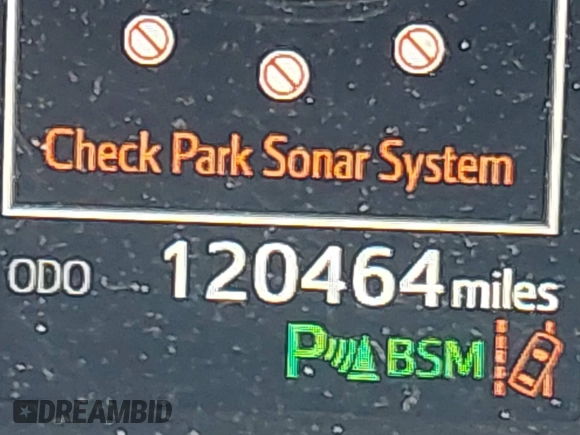 Check Park Sonar System
ODO 120464 miles
P BSM
DREAMBID